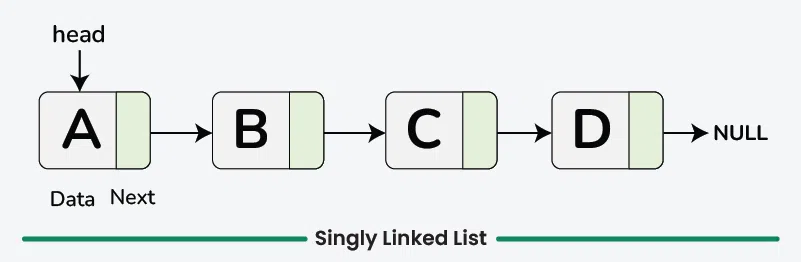 head
A B C D NULL
Data Next
Singly Linked List